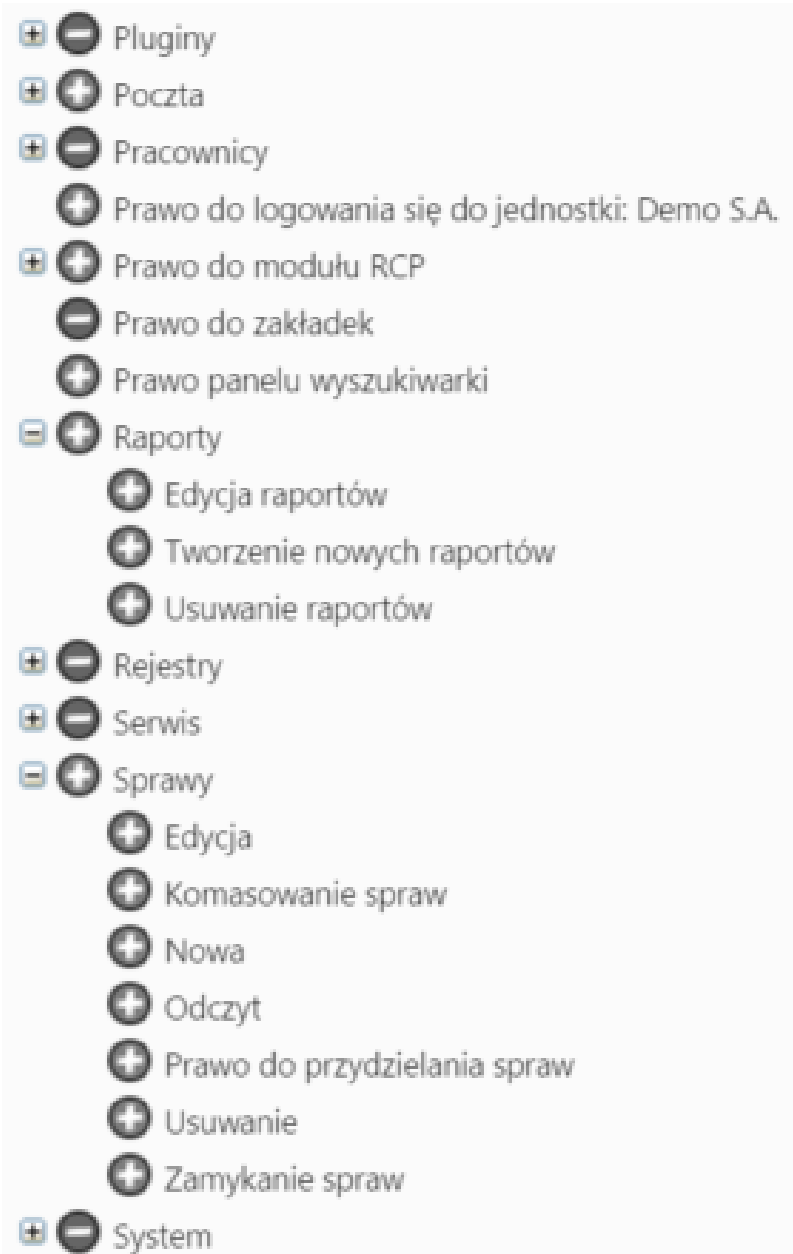 Pluginy
Poczta
Pracownicy
Prawo do logowania się do jednostki: Demo S.A.
Prawo do modułu RCP
Prawo do zakładek
Prawo panelu wyszukiwarki
Raporty
Edycja raportów
Tworzenie nowych raportów
Usuwanie raportów
Rejestry
Serwis
Sprawy
Edycja
Komasowanie spraw
Nowa
Odczyt
Prawo do przydzielania spraw
Usuwanie
Zamykanie spraw
System